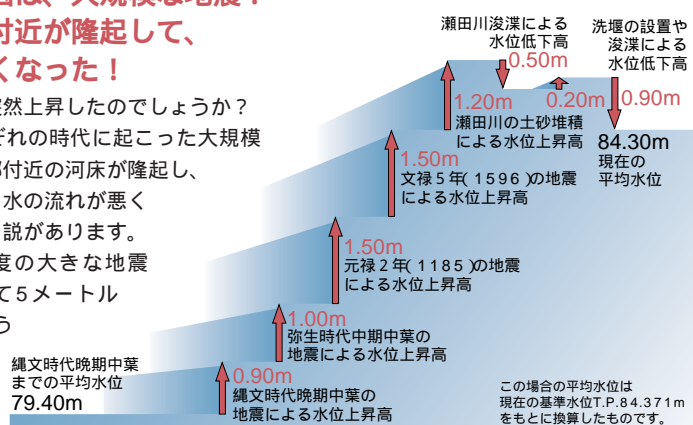 因は、大規模な地震！
付近が隆起して、
くなった！
突然上昇したのでしょうか？
ぞれの時代に起こった大規模
付近の河床が隆起し、
水の流れが悪く
説があります。
度の大きな地震
て5メートル
う
縄文時代晩期中葉
までの平均水位
79.40m
0.90m
縄文時代晩期中葉の
地震による水位上昇高
1.00m
弥生時代中期中葉の
地震による水位上昇高
1.50m
元禄2年(1185)の地震
による水位上昇高
1.50m
文禄5年(1596)の地震
による水位上昇高
1.20m
瀬田川の土砂堆積
による水位上昇高
瀬田川浚渫による
水位低下高
0.50m
0.20m
洗堰の設置や
浚渫による
水位低下高
0.90m
84.30m
現在の
平均水位
この場合の平均水位は
現在の基準水位T.P.84.371m
をもとに換算したものです。